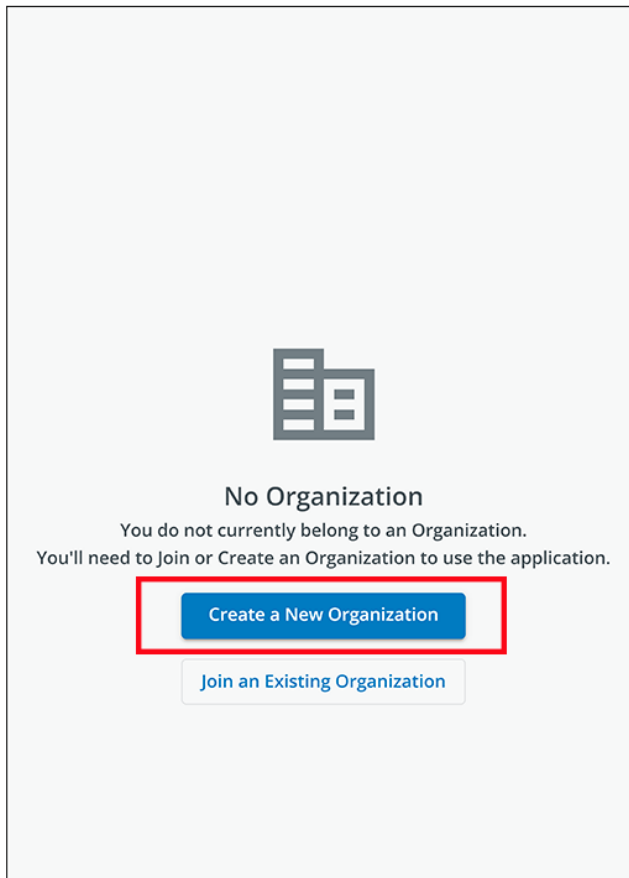 No Organization
You do not currently belong to an Organization.
You'll need to Join or Create an Organization to use the application.
Create a New Organization
Join an Existing Organization